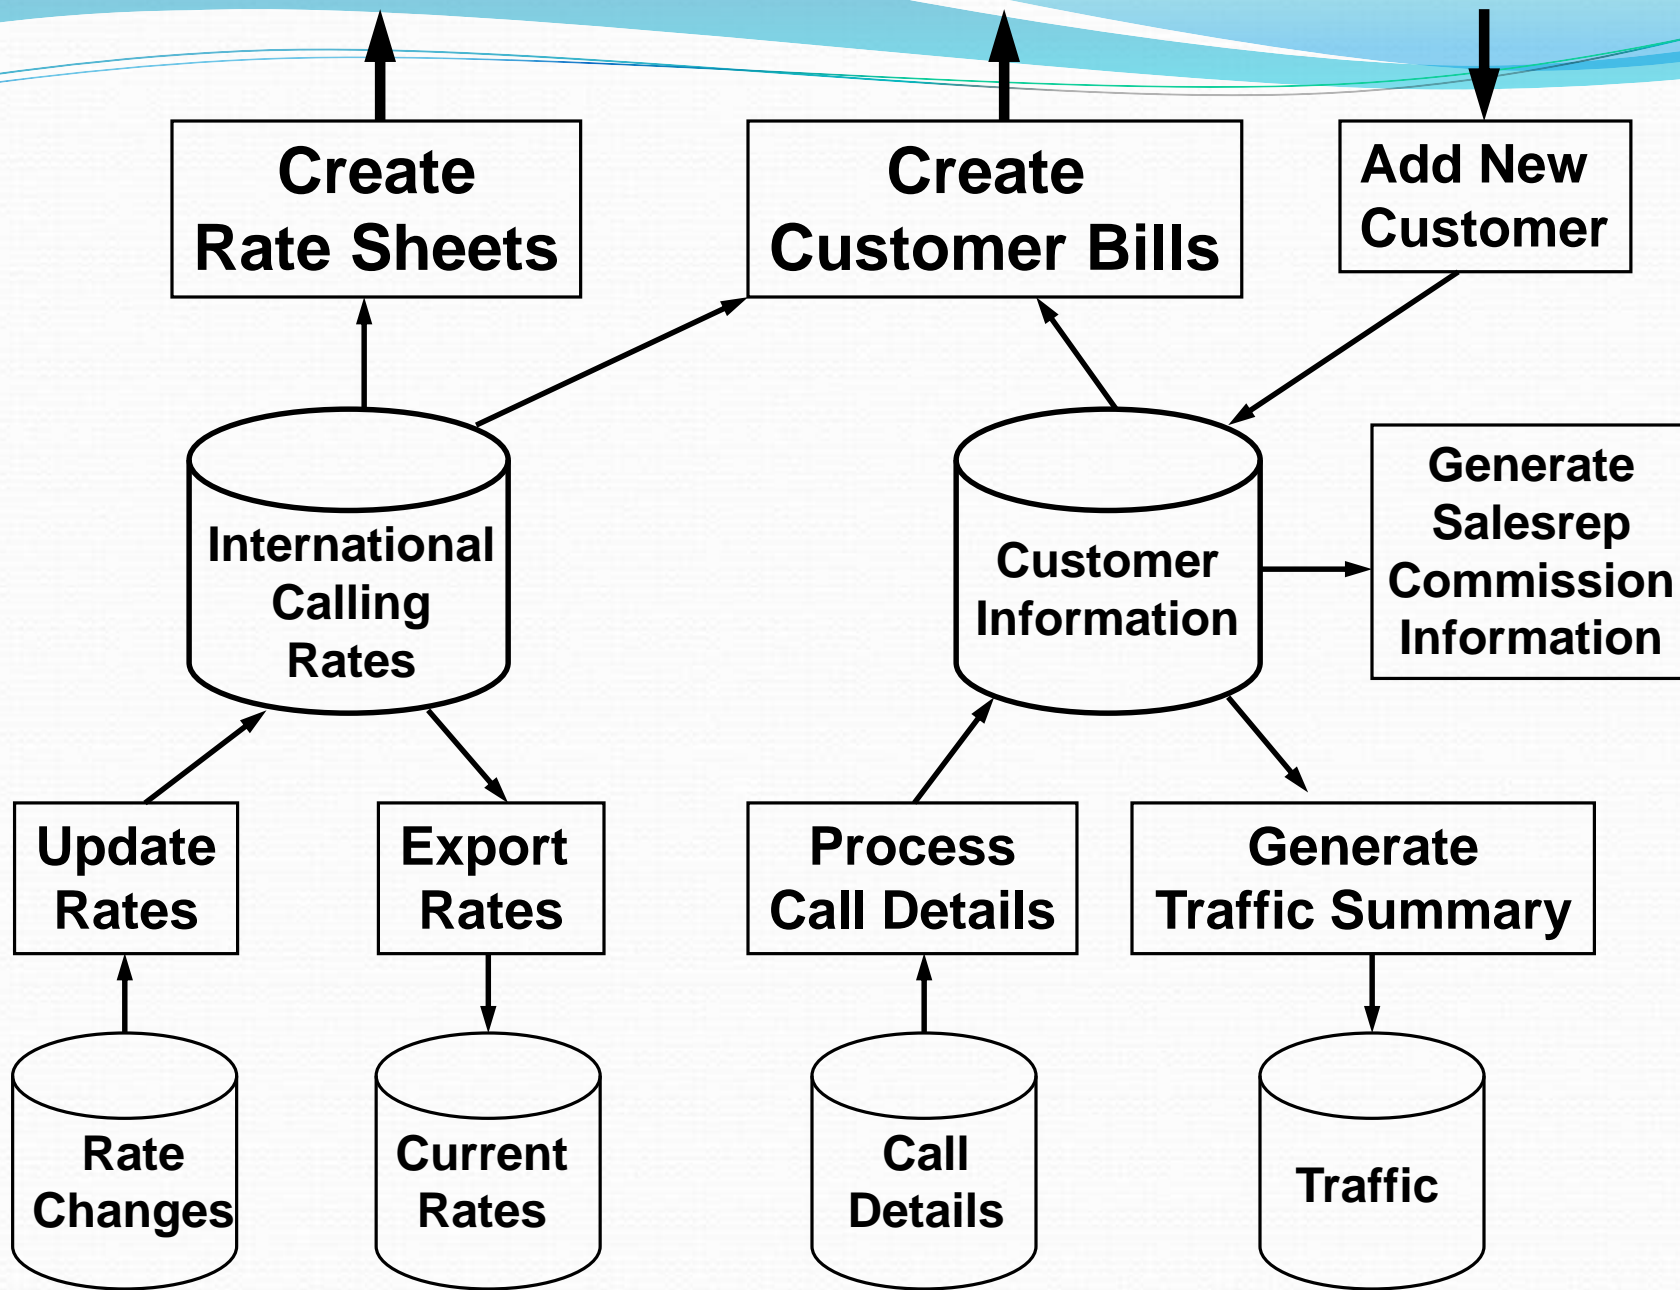 Create
Rate Sheets
Create
Customer Bills
Add New
Customer
International
Calling
Rates
Customer
Information
Generate
Salesrep
Commission
Information
Update
Rates
Export
Rates
Process
Call Details
Generate
Traffic Summary
Rate
Changes
Current
Rates
Call
Details
Traffic